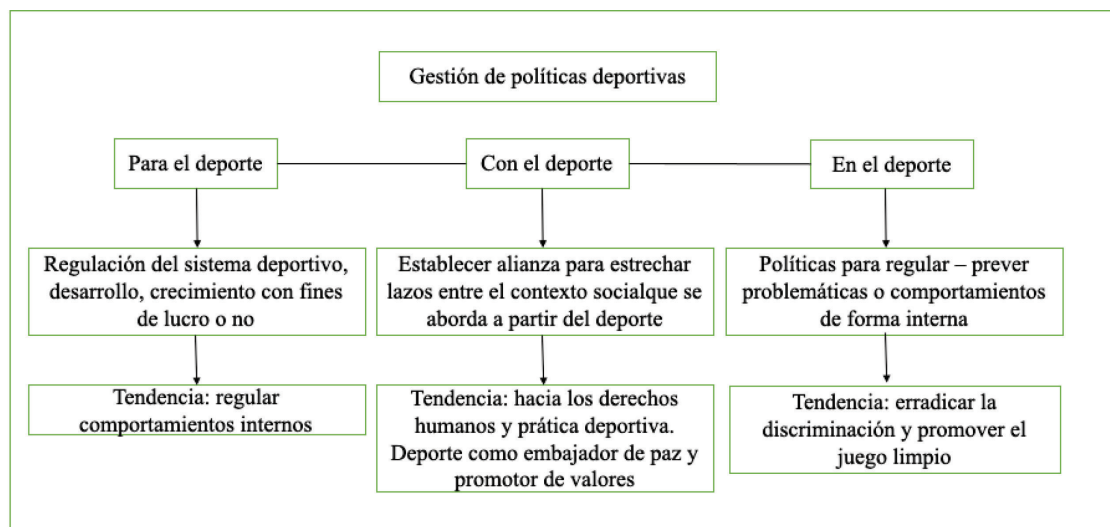 Gestión de políticas deportivas
Para el deporte
Con el deporte
En el deporte
Regulación del sistema deportivo,
desarrollo, crecimiento con fines
de lucro o no
Establecer alianza para estrechar
lazos entre el contexto socialque se
aborda a partir del deporte
Políticas para regular – prever
problemáticas o comportamientos
de forma interna
Tendencia: regular
comportamientos internos
Tendencia: hacia los derechos
humanos y prática deportiva.
Deporte como embajador de paz y
promotor de valores
Tendencia: erradicar la
discriminación y promover el
juego limpio